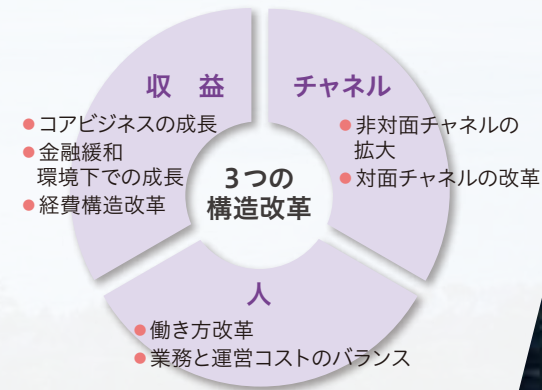 収　益
● コアビジネスの成長
● 金融緩和
環境下での成長
● 経費構造改革
チャネル
● 非対面チャネルの
拡大
● 対面チャネルの改革
3つの
構造改革
人
● 働き方改革
● 業務と運営コストのバランス